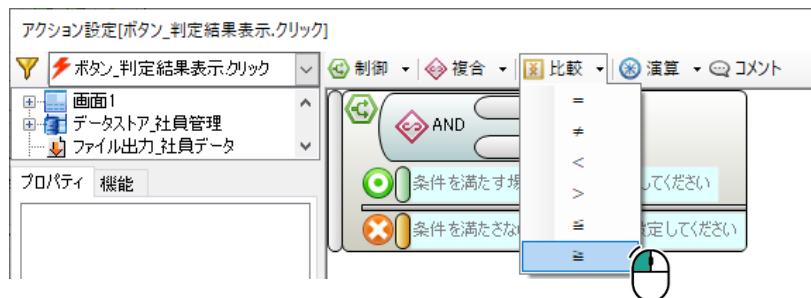 アクション設定[ボタン_判定結果表示.クリック]
ボタン_判定結果表示.クリック
制御 複合 比較 演算 コメント
画面1
データストア_社員管理
ファイル出力_社員データ
プロパティ 機能
AND
条件を満たす場
してください
条件を満たさな
定してください
=
≠
<
>
≦
≧